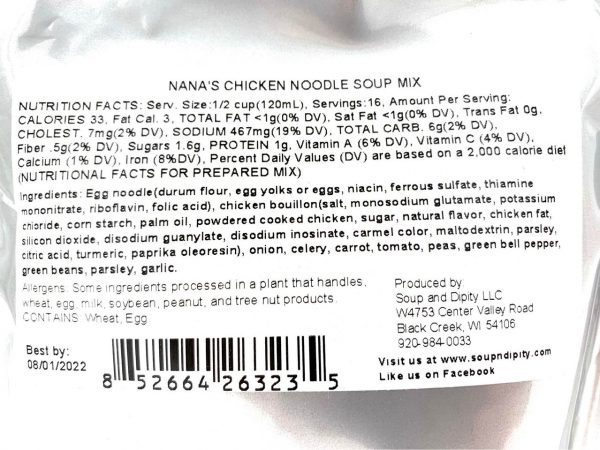 NANA'S CHICKEN NOODLE SOUP MIX
NUTRITION FACTS: Serv. Size:1/2 cup(120mL), Servings:16, Amount Per Serving:
CALORIES 33, Fat Cal. 3, TOTAL FAT <1g(0% DV), Sat Fat <1g(0% DV), Trans Fat 0g,
CHOLEST. 7mg(2% DV), SODIUM 467mg(19% DV), TOTAL CARB. 6g(2% DV),
Fiber .5g(2% DV), Sugars 1.6g, PROTEIN 1g, Vitamin A (6% DV), Vitamin C (4% DV),
Calcium (1% DV), Iron (8%DV), Percent Daily Values (DV) are based on a 2,000 calorie diet
(NUTRITIONAL FACTS FOR PREPARED MIX)
Ingredients: Egg noodle(durum flour, egg yolks or eggs, niacin, ferrous sulfate, thiamine
mononitrate, riboflavin, folic acid), chicken bouillon(salt, monosodium glutamate, potassium
chloride, corn starch, palm oil, powdered cooked chicken, sugar, natural flavor, chicken fat,
silicon dioxide, disodium guanylate, disodium inosinate, carmel color, maltodextrin, parsley,
citric acid, turmeric, paprika oleoresin), onion, celery, carrot, tomato, peas, green bell pepper,
green beans, parsley, garlic.
Allergens: Some ingredients processed in a plant that handles,
wheat, egg, milk, soybean, peanut, and tree nut products.
CONTAINS: Wheat, Egg.
Produced by:
Soup and Dipity LLC
W4753 Center Valley Road
Black Creek, WI 54106
920-984-0033
Visit us at www.soupndipity.com
Like us on Facebook
Best by:
08/01/2022
8 52664 26323 5